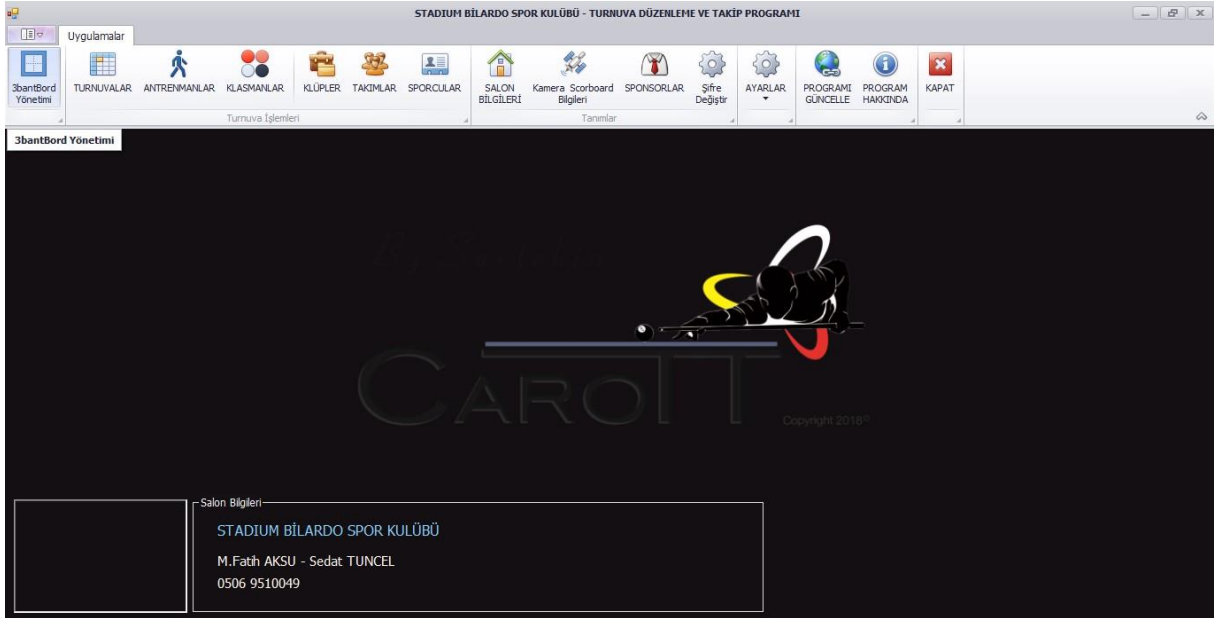 STADIUM BİLARDO SPOR KULÜBÜ - TURNUVA DÜZENLEME VE TAKİP PROGRAMI
Uygulamalar
3bantBord
Yönetimi
TURNUVALAR
ANTRENMANLAR
KLASMANLAR
KLÜPLER
TAKIMLAR
SPORCULAR
SALON
BİLGİLERİ
Kamera Scorboard
Bilgileri
SPONSORLAR
Şifre
Değiştir
AYARLAR
PROGRAMI
GÜNCELLE
PROGRAM
HAKKINDA
KAPAT
Turnuva İşlemleri
Tanımlar
3bantBord Yönetimi
CAROTT
Copyright 2018©
Salon Bilgileri
STADIUM BİLARDO SPOR KULÜBÜ
M.Fatih AKSU - Sedat TUNCEL
0506 9510049